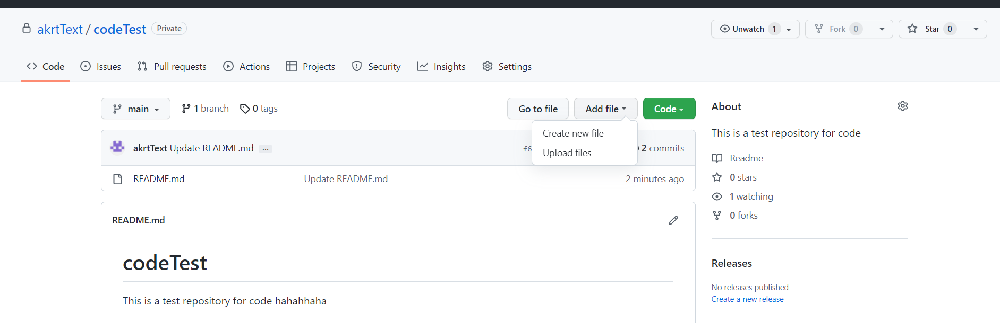 akrtText / codeTest Private
Unwatch 1 Fork 0 Star 0
Code Issues Pull requests Actions Projects Security Insights Settings
main 1 branch 0 tags Go to file Add file Code
Create new file
Upload files
akrtText Update README.md ... f6 2 commits
README.md Update README.md 2 minutes ago
README.md
codeTest
This is a test repository for code hahahhaha
About
This is a test repository for code
Readme
0 stars
1 watching
0 forks
Releases
No releases published
Create a new release